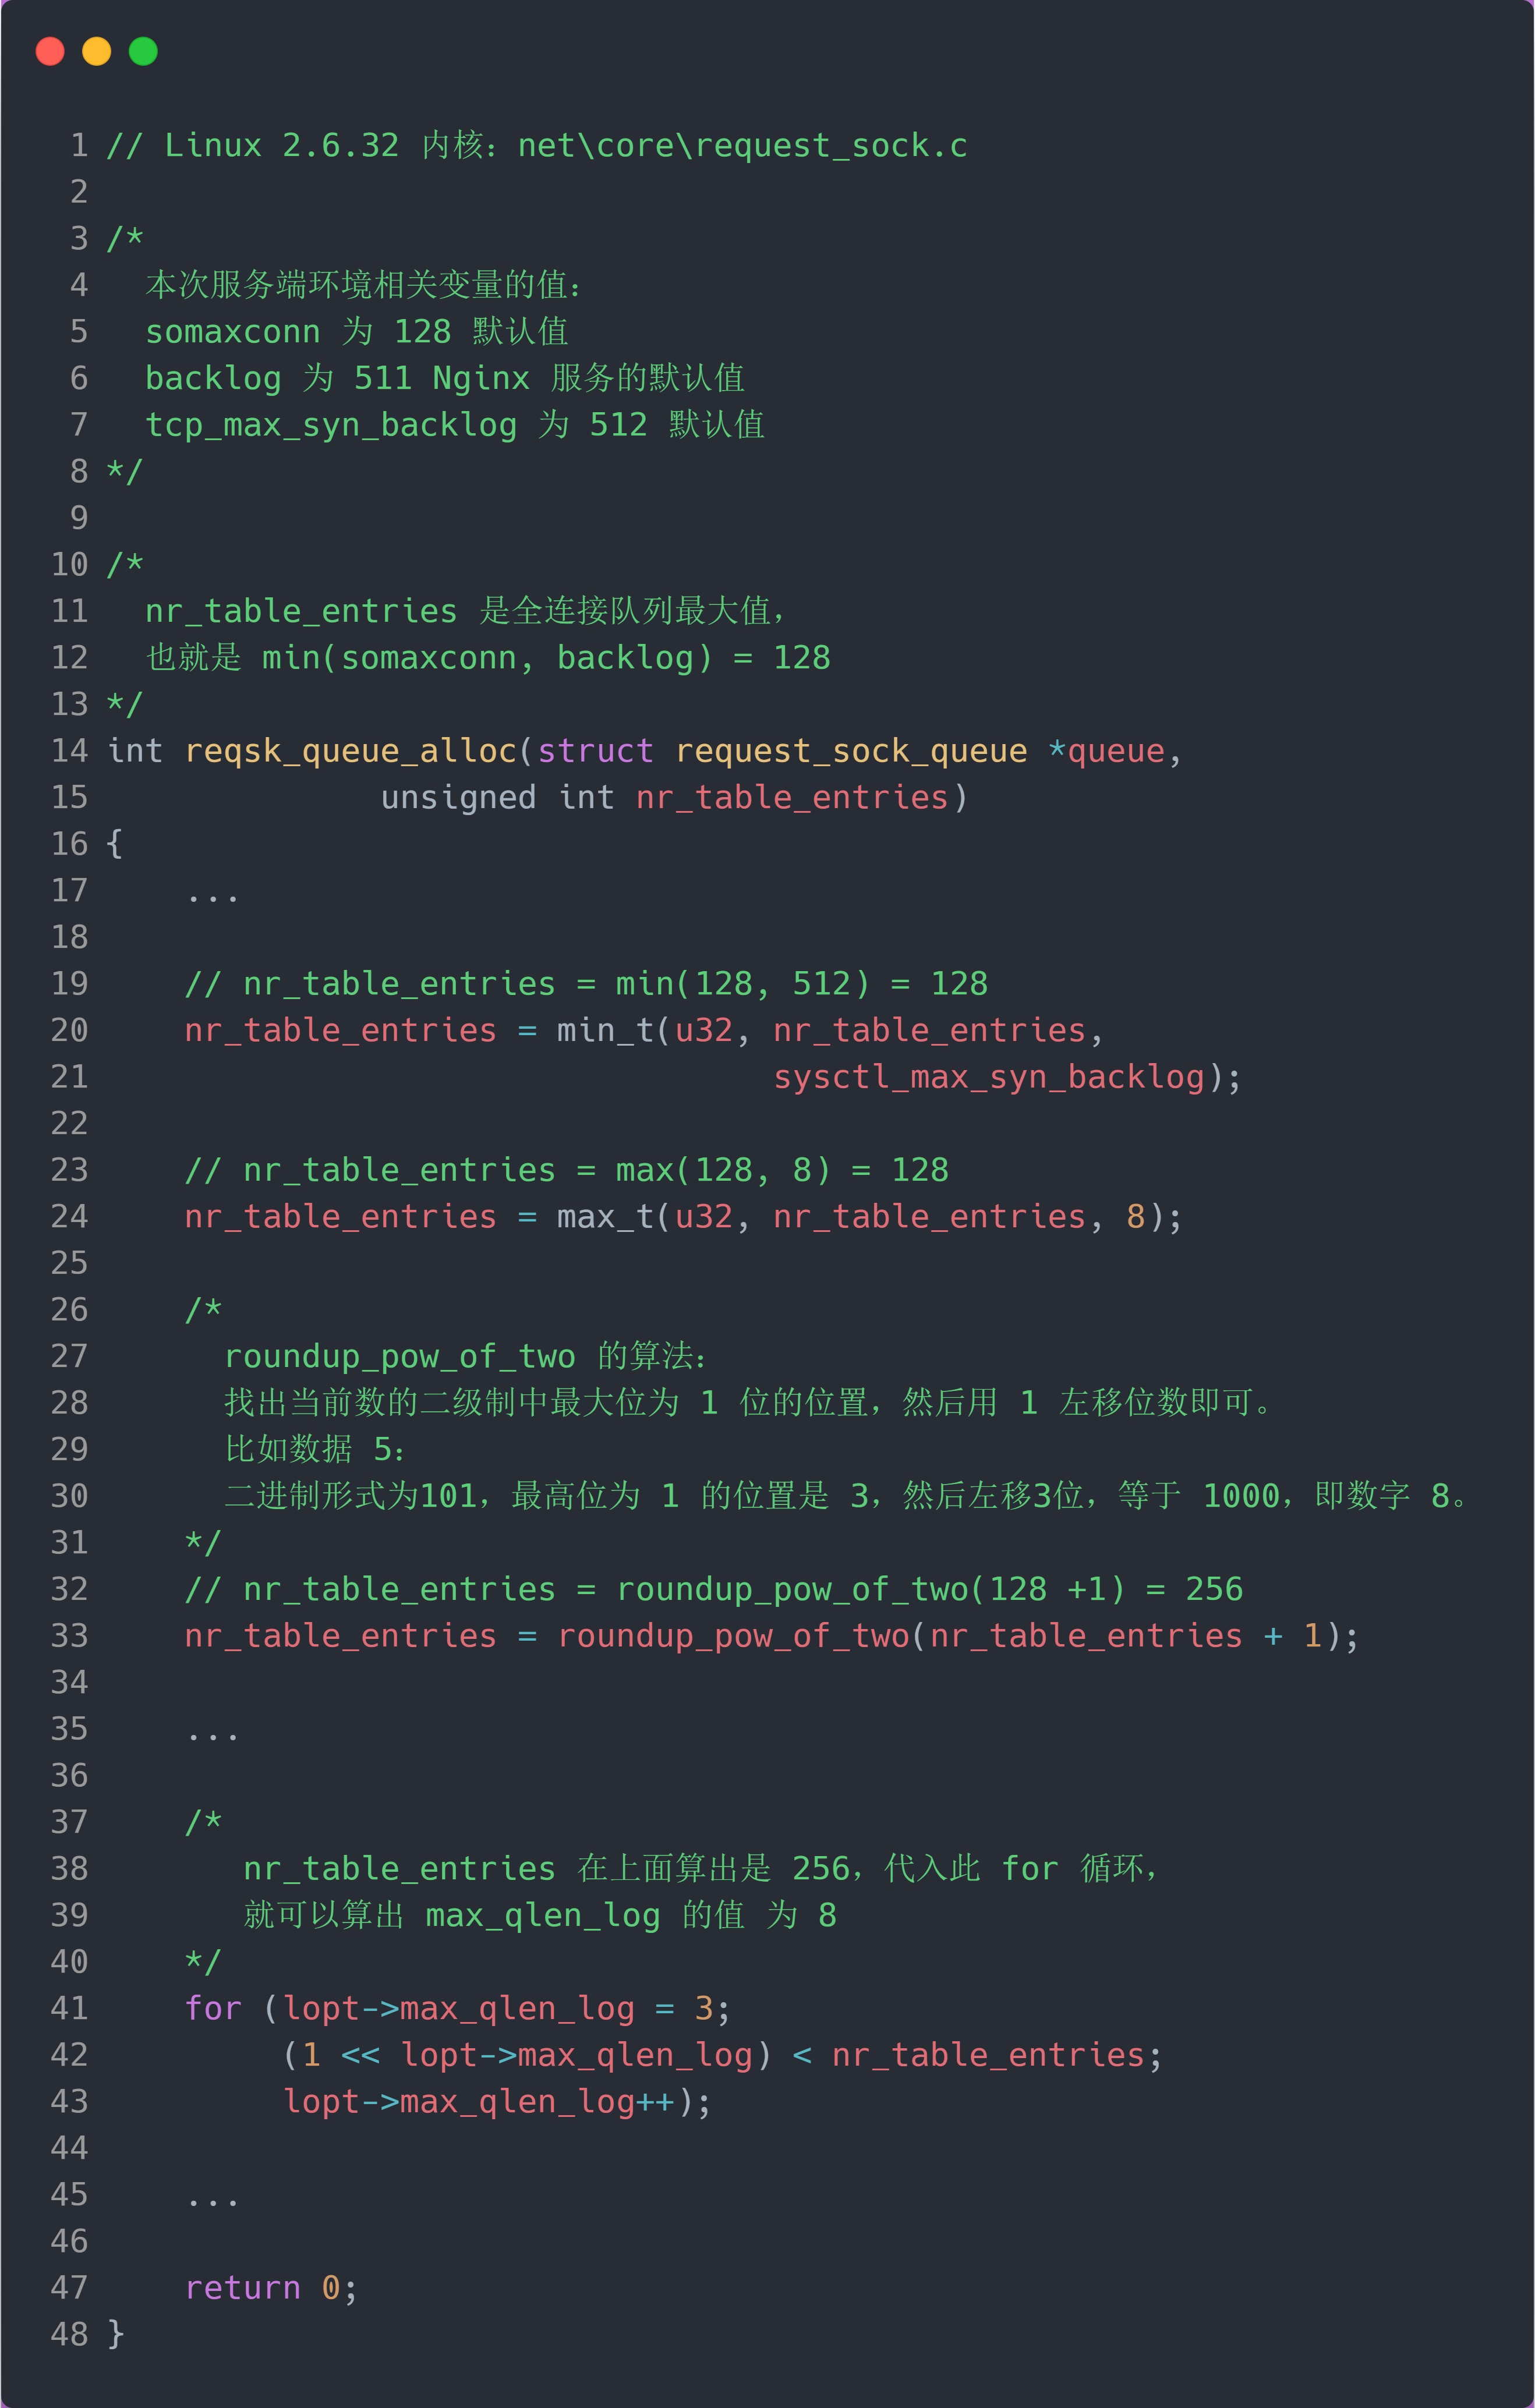 1 // Linux 2.6.32 内核：net\core\request_sock.c
2
3 /*
4   本次服务端环境相关变量的值：
5   somaxconn 为 128 默认值
6   backlog 为 511 Nginx 服务的默认值
7   tcp_max_syn_backlog 为 512 默认值
8 */
9
10 /*
11   nr_table_entries 是全连接队列最大值，
12   也就是 min(somaxconn, backlog) = 128
13 */
14 int reqsk_queue_alloc(struct request_sock_queue *queue,
15               unsigned int nr_table_entries)
16 {
17     ...
18
19     // nr_table_entries = min(128, 512) = 128
20     nr_table_entries = min_t(u32, nr_table_entries,
21                                   sysctl_max_syn_backlog);
22
23     // nr_table_entries = max(128, 8) = 128
24     nr_table_entries = max_t(u32, nr_table_entries, 8);
25
26     /*
27       roundup_pow_of_two 的算法：
28       找出当前数的二级制中最大位为 1 位的位置，然后用 1 左移位数即可。
29       比如数据 5：
30       二进制形式为101，最高位为 1 的位置是 3，然后左移3位，等于 1000，即数字 8。
31     */
32     // nr_table_entries = roundup_pow_of_two(128 +1) = 256
33     nr_table_entries = roundup_pow_of_two(nr_table_entries + 1);
34
35     ...
36
37     /*
38        nr_table_entries 在上面算出是 256，代入此 for 循环，
39        就可以算出 max_qlen_log 的值 为 8
40     */
41     for (lopt->max_qlen_log = 3;
42          (1 << lopt->max_qlen_log) < nr_table_entries;
43          lopt->max_qlen_log++);
44
45     ...
46
47     return 0;
48 }